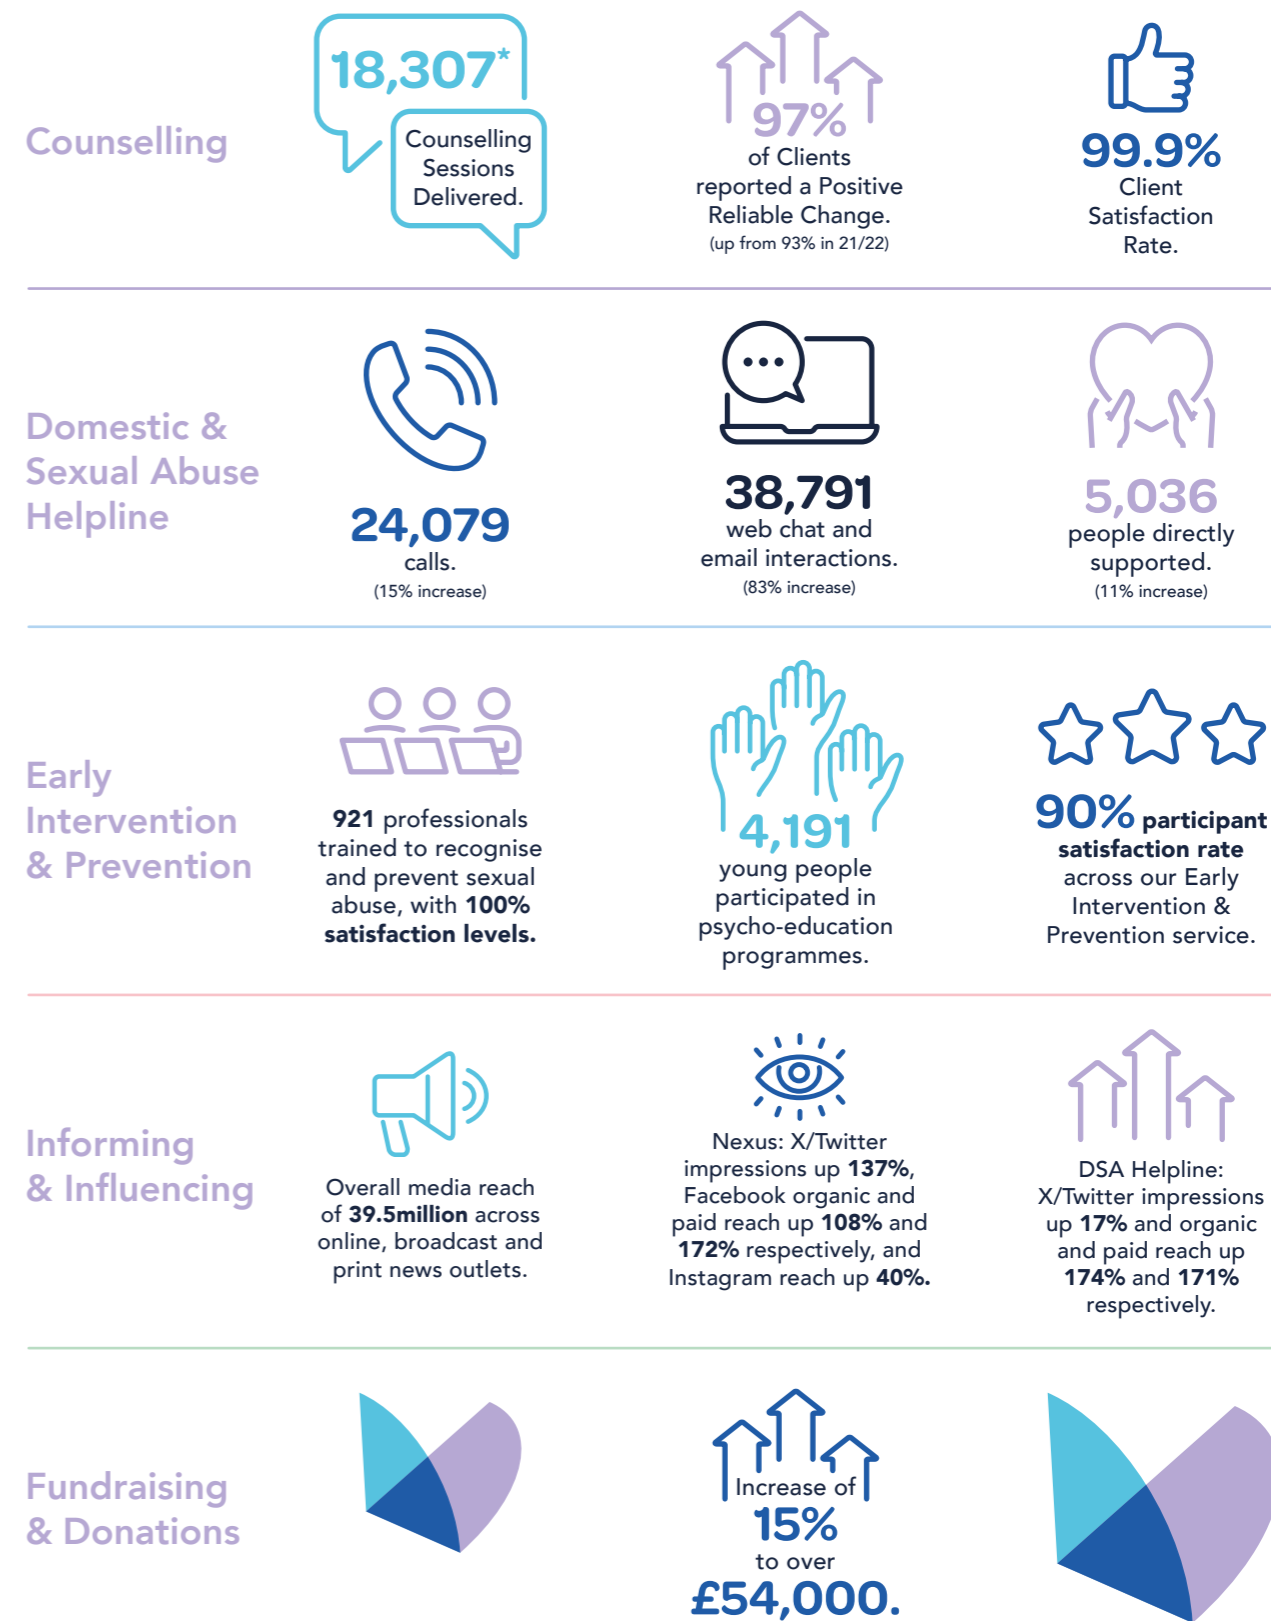 Counselling
18,307*
Counselling
Sessions
Delivered.
97%
of Clients
reported a Positive
Reliable Change.
(up from 93% in 21/22)
99.9%
Client
Satisfaction
Rate.
Domestic &
Sexual Abuse
Helpline
24,079
calls.
(15% increase)
38,791
web chat and
email interactions.
(83% increase)
5,036
people directly
supported.
(11% increase)
Early
Intervention
& Prevention
921 professionals
trained to recognise
and prevent sexual
abuse, with 100%
satisfaction levels.
4,191
young people
participated in
psycho-education
programmes.
90% participant
satisfaction rate
across our Early
Intervention &
Prevention service.
Informing
& Influencing
Overall media reach
of 39.5million across
online, broadcast and
print news outlets.
Nexus: X/Twitter
impressions up 137%,
Facebook organic and
paid reach up 108% and
172% respectively, and
Instagram reach up 40%.
DSA Helpline:
X/Twitter impressions
up 17% and organic
and paid reach up
174% and 171%
respectively.
Fundraising
& Donations
Increase of
15%
to over
£54,000.